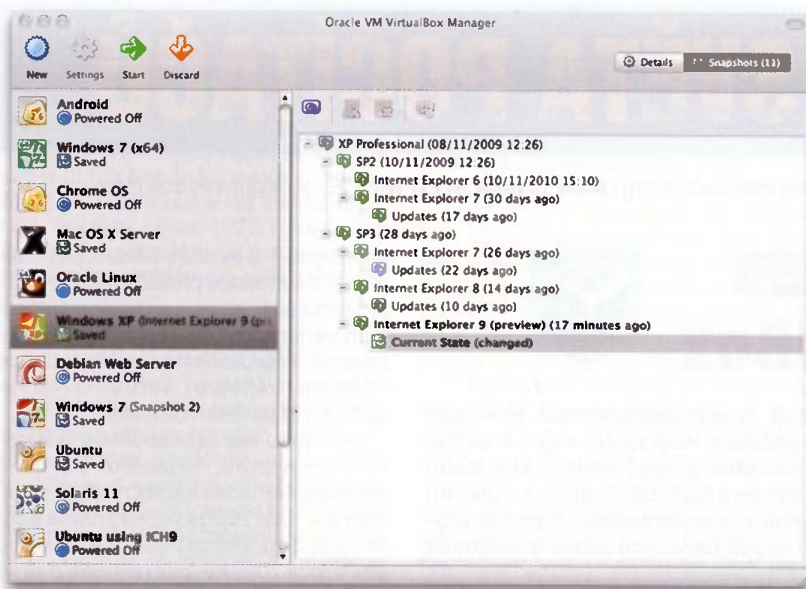 Oracle VM VirtualBox Manager
New Settings Start Discard
Details Snapshots (11)
Android
Powered Off
Windows 7 (x64)
Saved
Chrome OS
Powered Off
Mac OS X Server
Saved
Oracle Linux
Powered Off
Windows XP (Internet Explorer 9 (pre
Saved
Debian Web Server
Powered Off
Windows 7 (Snapshot 2)
Saved
Ubuntu
Saved
Solaris 11
Powered Off
Ubuntu using ICH9
Powered Off
XP Professional (08/11/2009 12:26)
SP2 (10/11/2009 12:26)
Internet Explorer 6 (10/11/2010 15:10)
Internet Explorer 7 (30 days ago)
Updates (17 days ago)
SP3 (28 days ago)
Internet Explorer 7 (26 days ago)
Updates (22 days ago)
Internet Explorer 8 (14 days ago)
Updates (10 days ago)
Internet Explorer 9 (preview) (17 minutes ago)
Current State (changed)